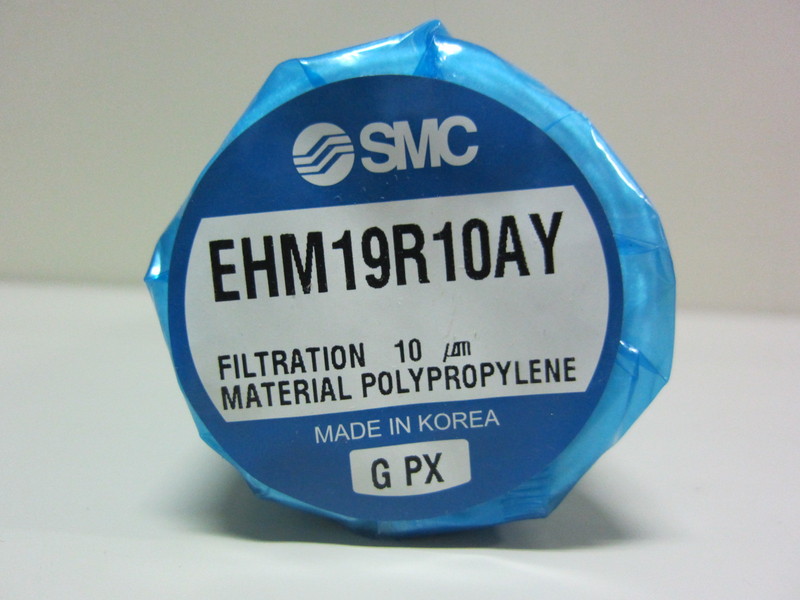 SMC
EHM19R10AY
FILTRATION 10 ㎛
MATERIAL POLYPROPYLENE
MADE IN KOREA
G PX